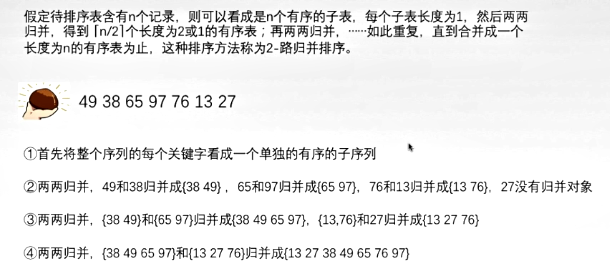 假定待排序表含有n个记录，则可以看成是n个有序的子表，每个子表长度为1，然后两两
归并，得到「n/2]个长度为2或1的有序表；再两两归并，……如此重复，直到合并成一个
长度为n的有序表为止，这种排序方法称为2-路归并排序。
49 38 65 97 76 13 27
①首先将整个序列的每个关键字看成一个单独的有序的子序列
②两两归并，49和38归并成{38 49} ，65和97归并成{65 97}，76和13归并成{13 76}，27没有归并对象
③两两归并，{38 49}和{65 97}归并成{38 49 65 97}，{13,76}和27归并成{13 27 76}
④两两归并，{38 49 65 97}和{13 27 76}归并成{13 27 38 49 65 76 97}